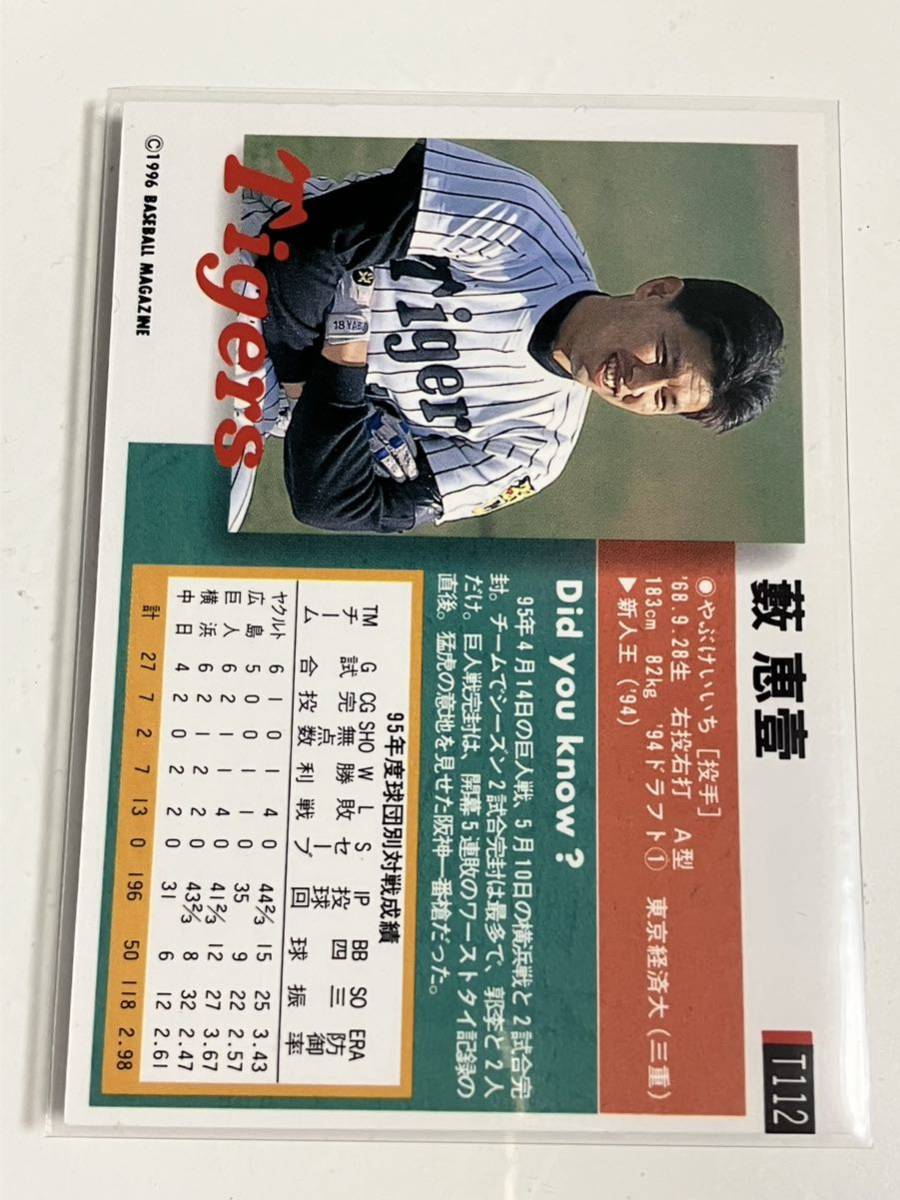 T112
藪 恵壹
●やぶけいいち [投手]
'68.9.28生 右投右打 A型
183cm 82kg '94ドラフト① 東京経済大（三重）
▶新人王（'94）
Did you know ?
95年4月14日の巨人戦、5月10日の横浜戦と2試合完
封。チームでシーズン2試合完封は最多で、郭李と2人
だけ。巨人戦完封は、開幕5連敗のワーストタイ記録の
直後。猛虎の意地を見せた阪神一番槍だった。
95年度球団別対戦成績
TM G CG SHO W L S IP BB SO ERA
チーム 試合 完投 無点 勝利 敗戦 セーブ 投球回 四球 三振 防御率
ヤクルト 6 1 0 1 4 0 44 2/3 15 25 3.43
広島 5 0 0 1 1 0 35 9 22 2.57
巨人 6 2 1 1 4 0 41 2/3 12 27 3.67
横浜 6 2 1 2 2 0 43 2/3 8 32 2.47
中日 4 2 0 2 2 0 31 6 12 2.61
計 27 7 2 7 13 0 196 50 118 2.98
Tiger
18 YAB
Tigers
©1996 BASEBALL MAGAZINE